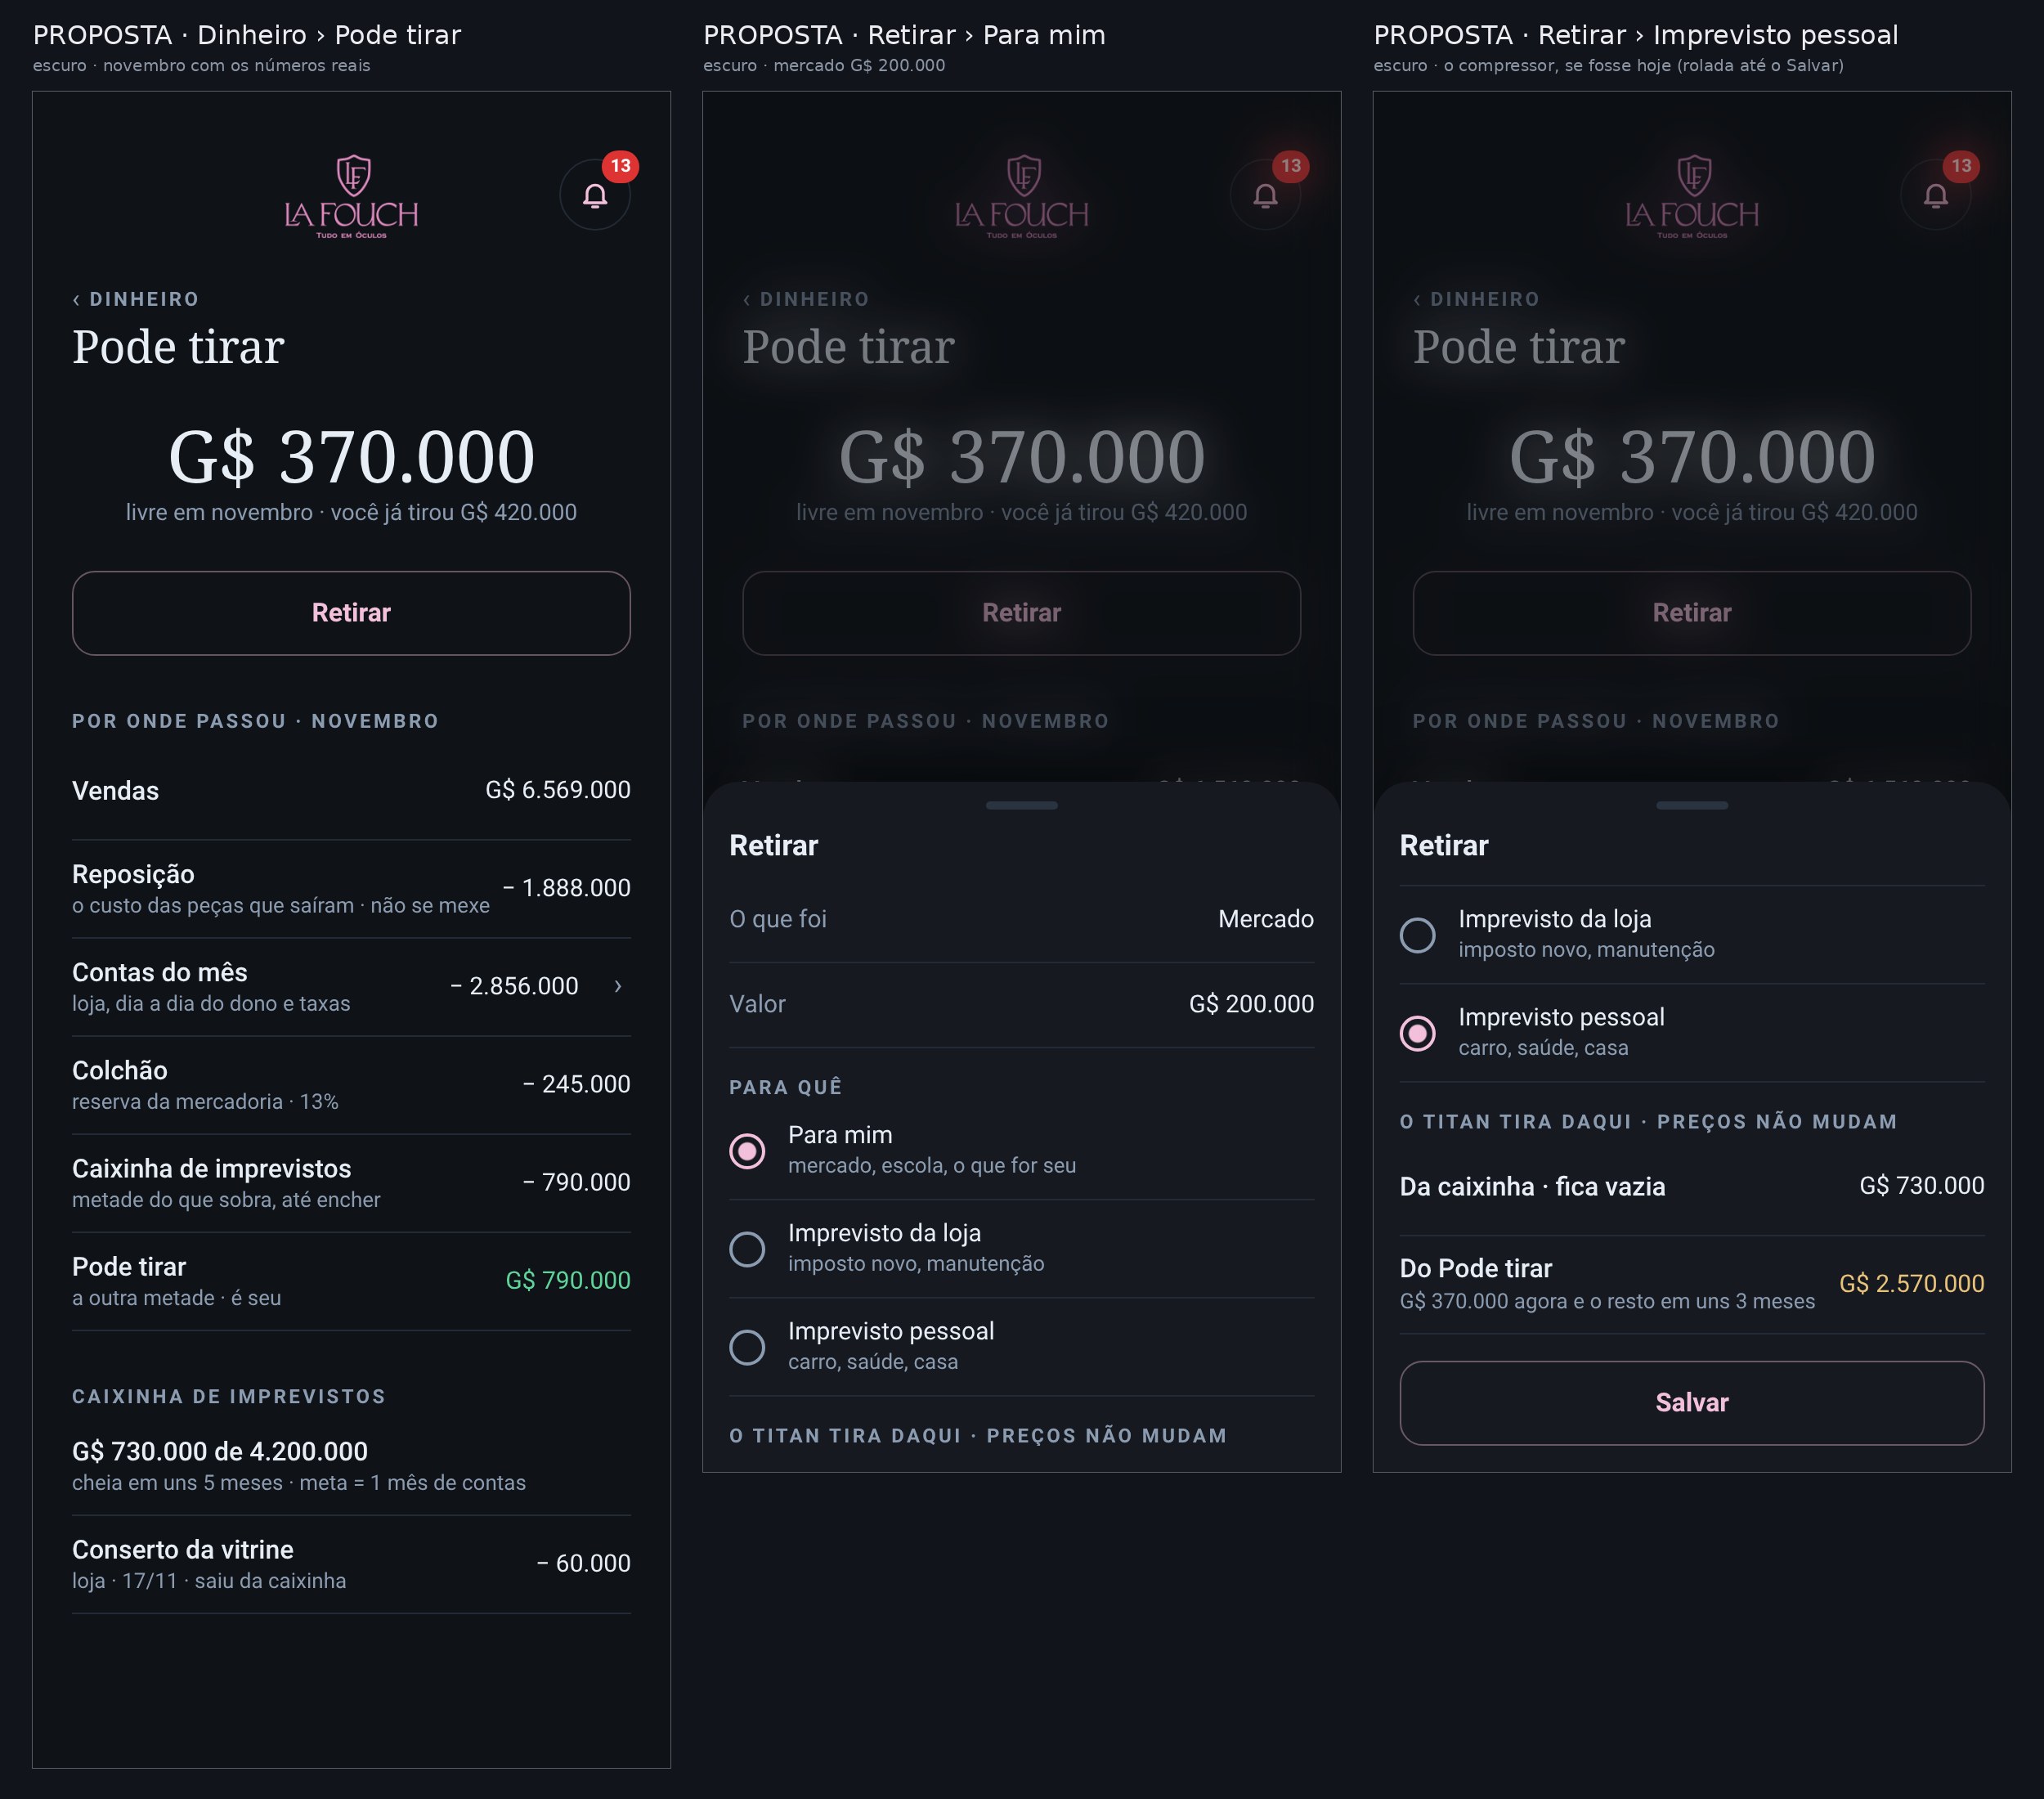 PROPOSTA · Dinheiro › Pode tirar
escuro · novembro com os números reais
13
LF
LA FOUCH
TUDO EM ÓCULOS
‹ DINHEIRO
Pode tirar
G$ 370.000
livre em novembro · você já tirou G$ 420.000
Retirar
POR ONDE PASSOU · NOVEMBRO
Vendas G$ 6.569.000
Reposição
o custo das peças que saíram · não se mexe − 1.888.000
Contas do mês
loja, dia a dia do dono e taxas − 2.856.000 ›
Colchão
reserva da mercadoria · 13% − 245.000
Caixinha de imprevistos
metade do que sobra, até encher − 790.000
Pode tirar
a outra metade · é seu G$ 790.000
CAIXINHA DE IMPREVISTOS
G$ 730.000 de 4.200.000
cheia em uns 5 meses · meta = 1 mês de contas
Conserto da vitrine
loja · 17/11 · saiu da caixinha − 60.000
PROPOSTA · Retirar › Para mim
escuro · mercado G$ 200.000
13
LF
LA FOUCH
TUDO EM ÓCULOS
‹ DINHEIRO
Pode tirar
G$ 370.000
livre em novembro · você já tirou G$ 420.000
Retirar
POR ONDE PASSOU · NOVEMBRO
Retirar
O que foi Mercado
Valor G$ 200.000
PARA QUÊ
Para mim
mercado, escola, o que for seu
Imprevisto da loja
imposto novo, manutenção
Imprevisto pessoal
carro, saúde, casa
O TITAN TIRA DAQUI · PREÇOS NÃO MUDAM
PROPOSTA · Retirar › Imprevisto pessoal
escuro · o compressor, se fosse hoje (rolada até o Salvar)
13
LF
LA FOUCH
TUDO EM ÓCULOS
‹ DINHEIRO
Pode tirar
G$ 370.000
livre em novembro · você já tirou G$ 420.000
Retirar
POR ONDE PASSOU · NOVEMBRO
Retirar
Imprevisto da loja
imposto novo, manutenção
Imprevisto pessoal
carro, saúde, casa
O TITAN TIRA DAQUI · PREÇOS NÃO MUDAM
Da caixinha · fica vazia G$ 730.000
Do Pode tirar
G$ 370.000 agora e o resto em uns 3 meses G$ 2.570.000
Salvar